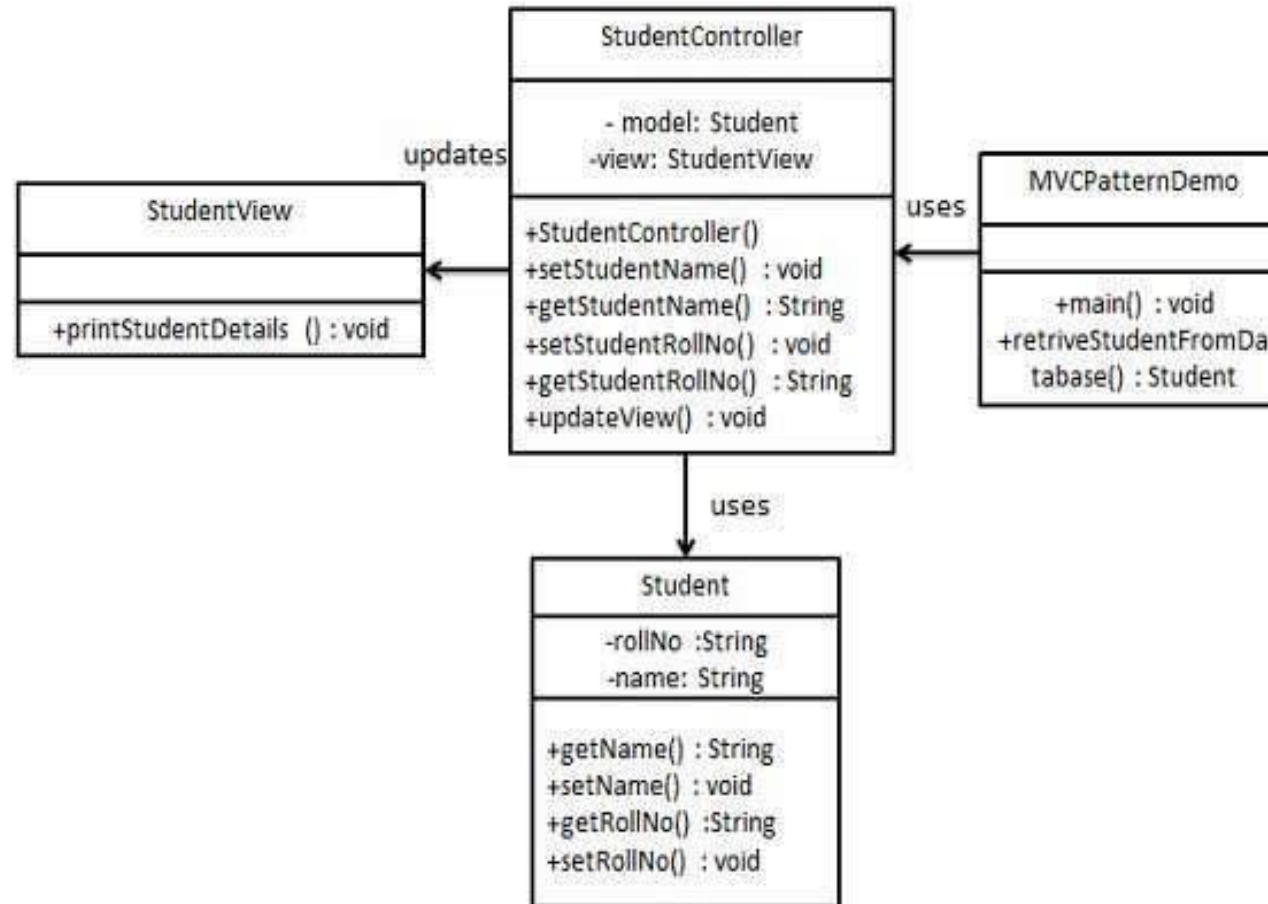 StudentController
- model: Student
-view: StudentView
+StudentController()
+setStudentName() : void
+getStudentName() : String
+setStudentRollNo() : void
+getStudentRollNo() : String
+updateView() : void
updates
StudentView
+printStudentDetails () : void
uses
MVCPatternDemo
+main() : void
+retriveStudentFromDa
tabase() : Student
uses
Student
-rollNo :String
-name: String
+getName() : String
+setName() : void
+getRollNo() :String
+setRollNo() : void